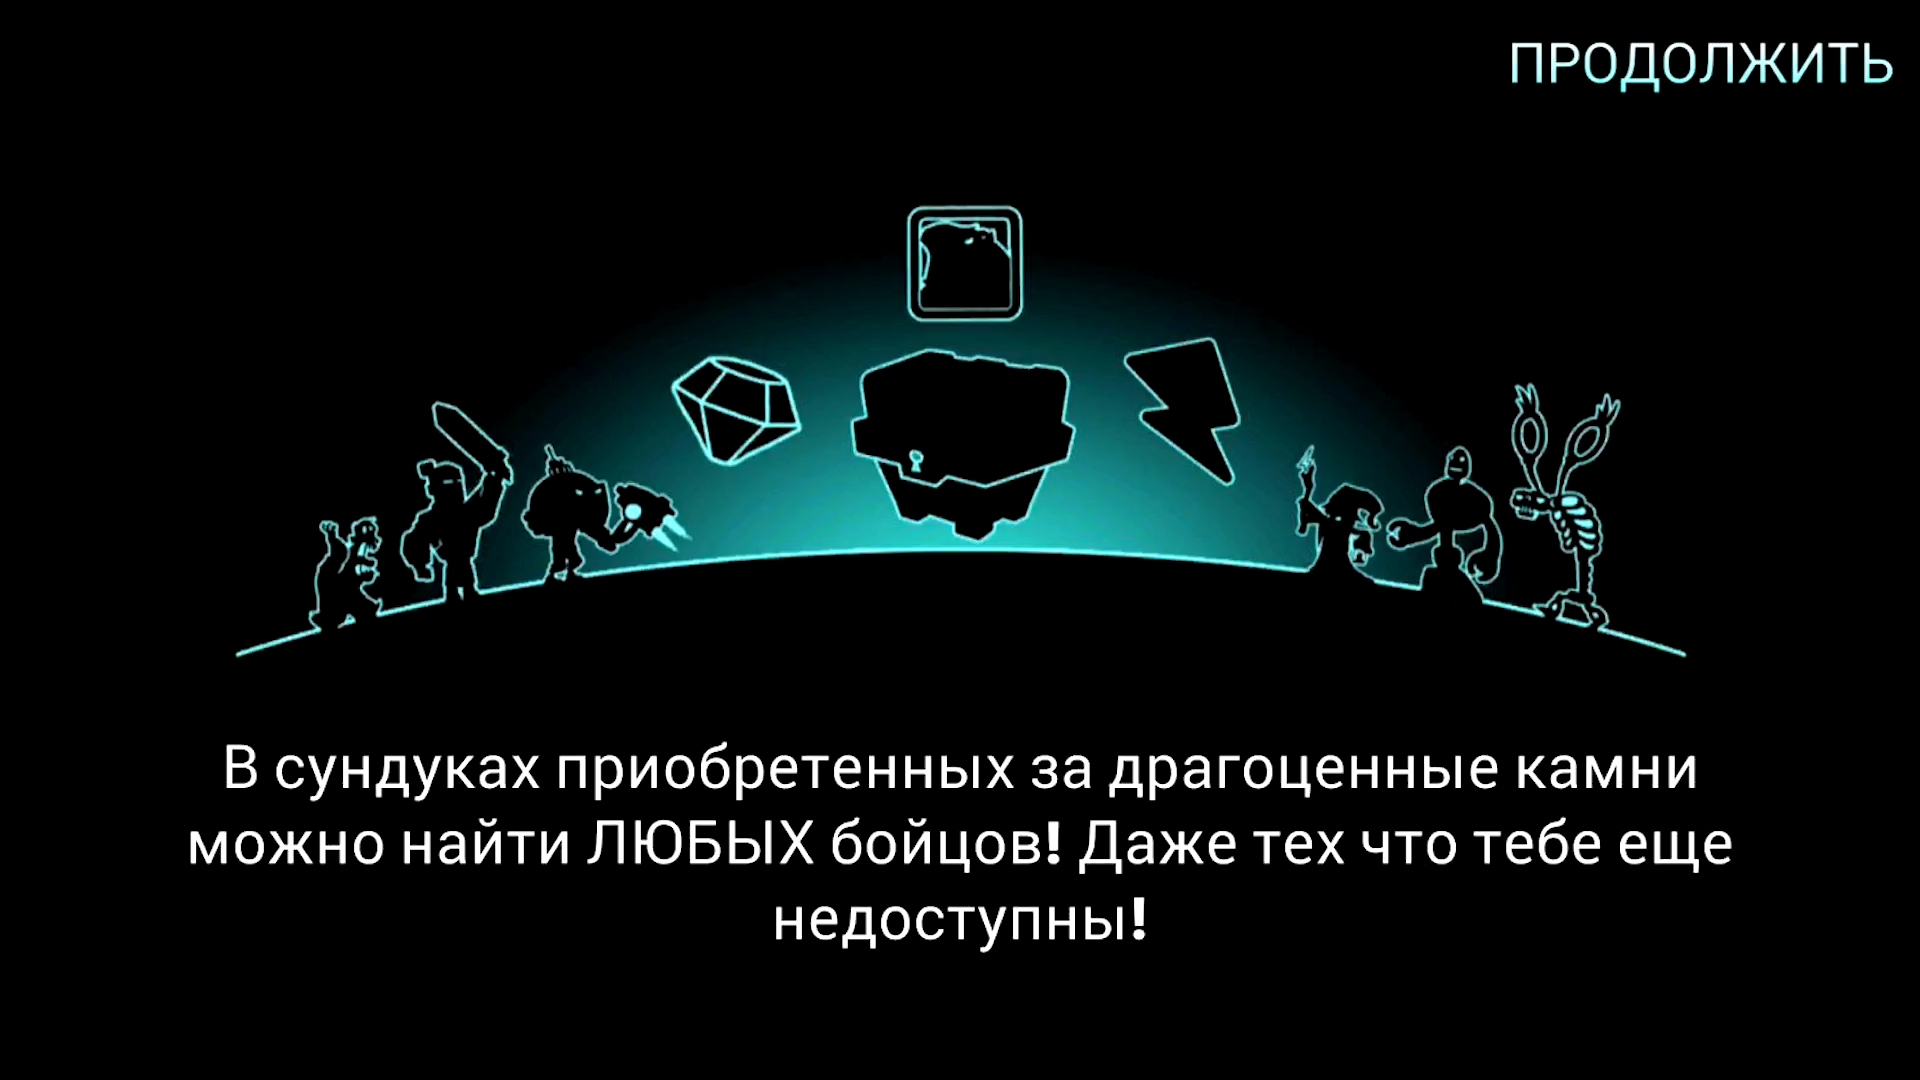 ПРОДОЛЖИТЬ
В сундуках приобретенных за драгоценные камни
можно найти ЛЮБЫХ бойцов! Даже тех что тебе еще
недоступны!